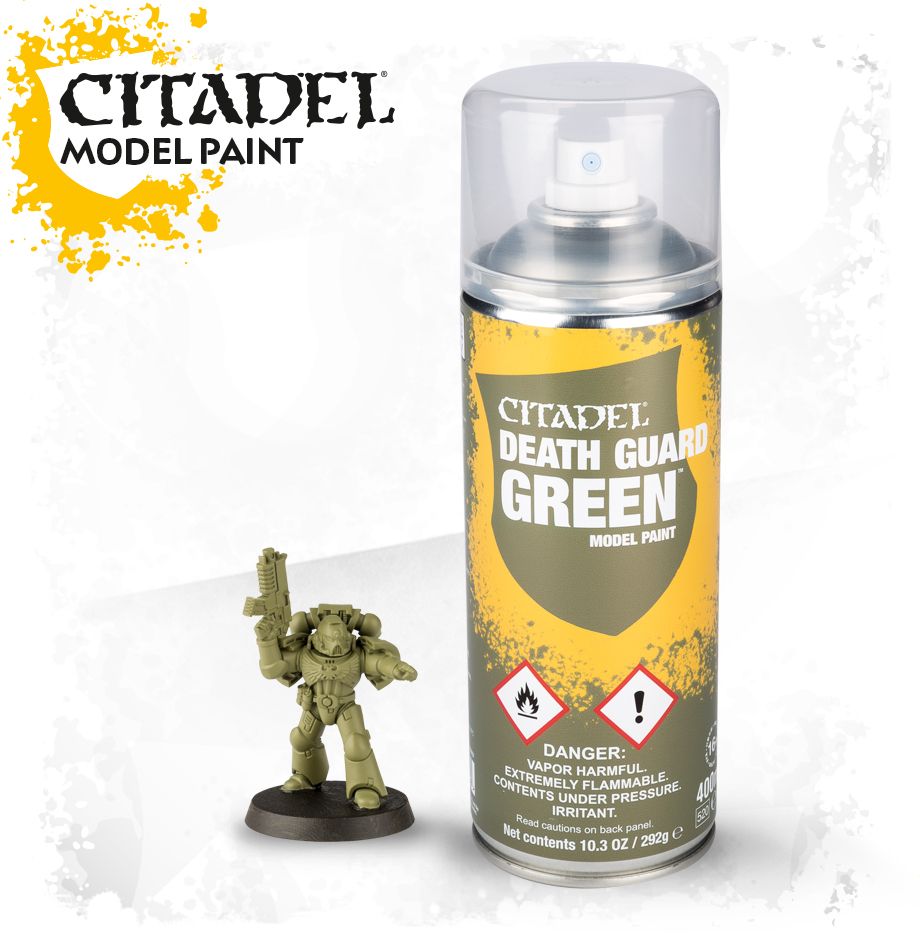 CITADEL®
MODEL PAINT
CITADEL®
DEATH GUARD
GREEN™
MODEL PAINT
DANGER:
VAPOR HARMFUL.
EXTREMELY FLAMMABLE.
CONTENTS UNDER PRESSURE.
IRRITANT.
Read cautions on back panel.
Net contents 10.3 OZ / 292g ℮